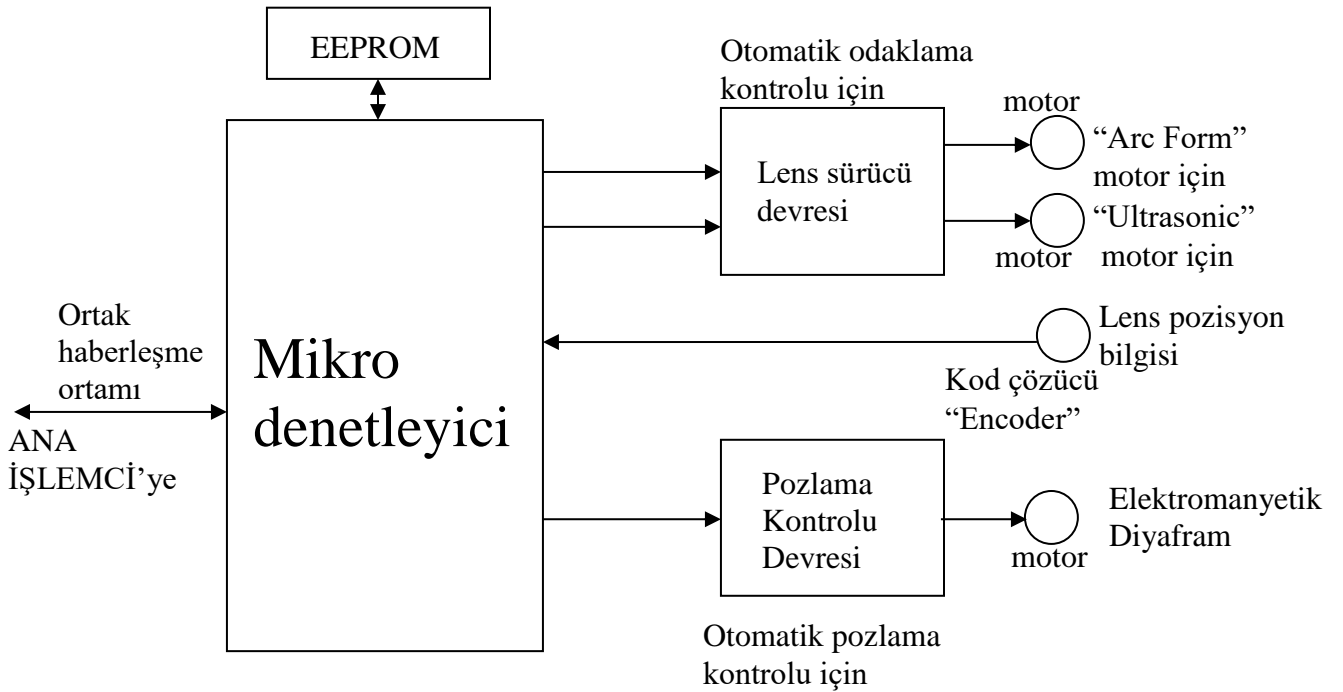 EEPROM
Otomatik odaklama
kontrolu için
motor
“Arc Form”
motor için
Lens sürücü
devresi
“Ultrasonic”
motor için
motor
Ortak
haberleşme
ortamı
Mikro
denetleyici
Lens pozisyon
bilgisi
Kod çözücü
“Encoder”
ANA
İŞLEMCİ’ye
Pozlama
Kontrolu
Devresi
Elektromanyetik
Diyafram
motor
Otomatik pozlama
kontrolu için